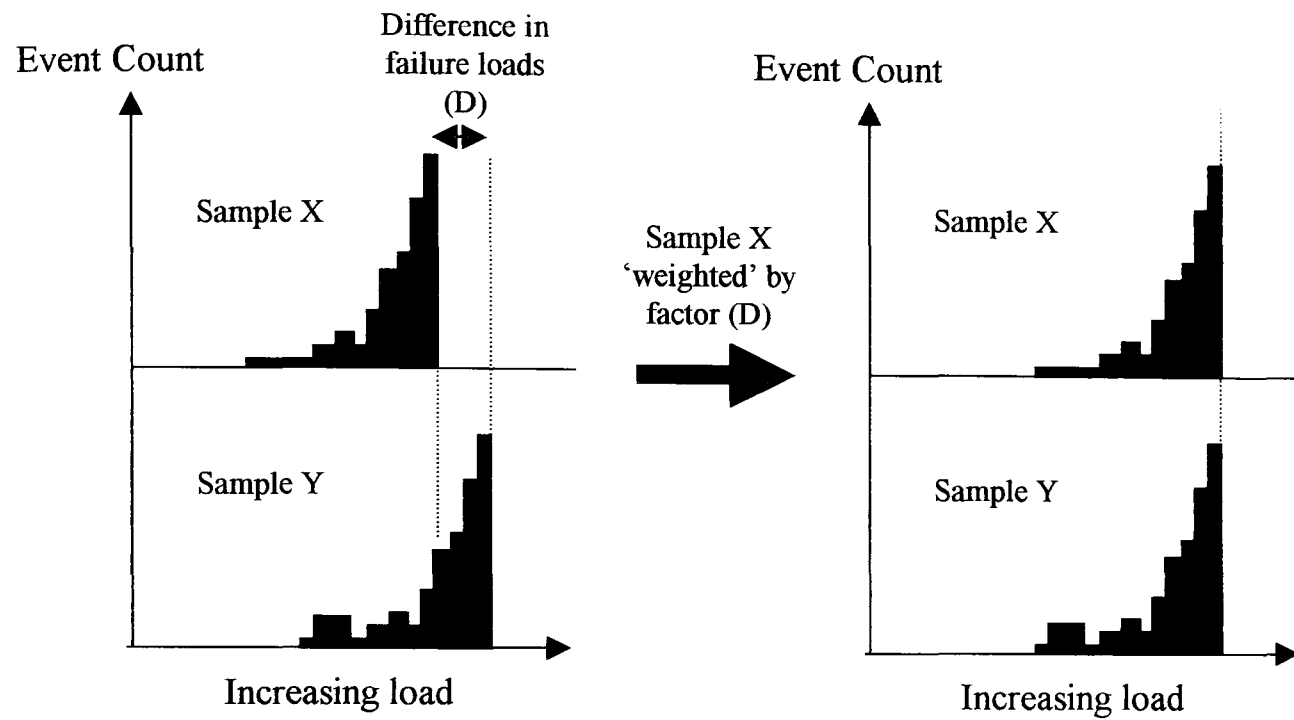 Event Count
Difference in
failure loads
(D)
Sample X
Sample Y
Increasing load
Sample X
‘weighted’ by
factor (D)
Event Count
Sample X
Sample Y
Increasing load